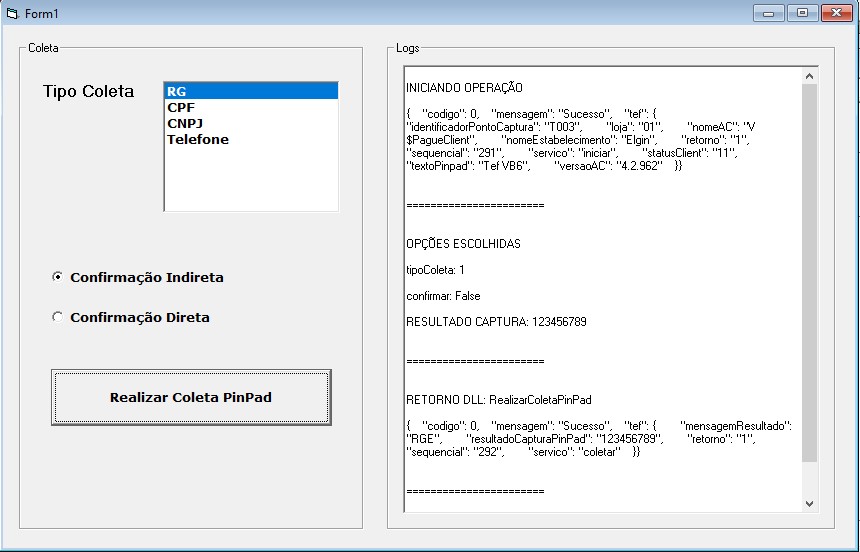 Form1
Coleta
Tipo Coleta
RG
CPF
CNPJ
Telefone
Confirmação Indireta
Confirmação Direta
Realizar Coleta PinPad
Logs
INICIANDO OPERAÇÃO
{ "codigo": 0, "mensagem": "Sucesso", "tef": {
"identificadorPontoCaptura": "T003", "loja": "01", "nomeAC": "V
$PagueClient", "nomeEstabelecimento": "Elgin", "retorno": "1",
"sequencial": "291", "servico": "iniciar", "statusClient": "11",
"textoPinpad": "Tef VB6", "versaoAC": "4.2.962" }}
=======================
OPÇÕES ESCOLHIDAS
tipoColeta: 1
confirmar: False
RESULTADO CAPTURA: 123456789
=======================
RETORNO DLL: RealizarColetaPinPad
{ "codigo": 0, "mensagem": "Sucesso", "tef": { "mensagemResultado":
"RGE", "resultadoCapturaPinPad": "123456789", "retorno": "1",
"sequencial": "292", "servico": "coletar" }}
=======================